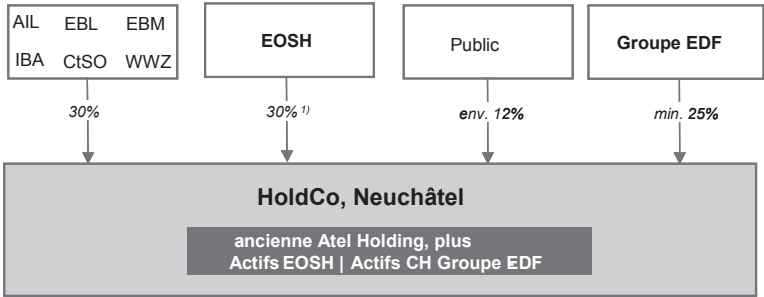 AIL EBL EBM
IBA CtSO WWZ
EOSH
Public
Groupe EDF
30%
30% 1)
env. 12%
min. 25%
HoldCo, Neuchâtel
ancienne Atel Holding, plus
Actifs EOSH | Actifs CH Groupe EDF